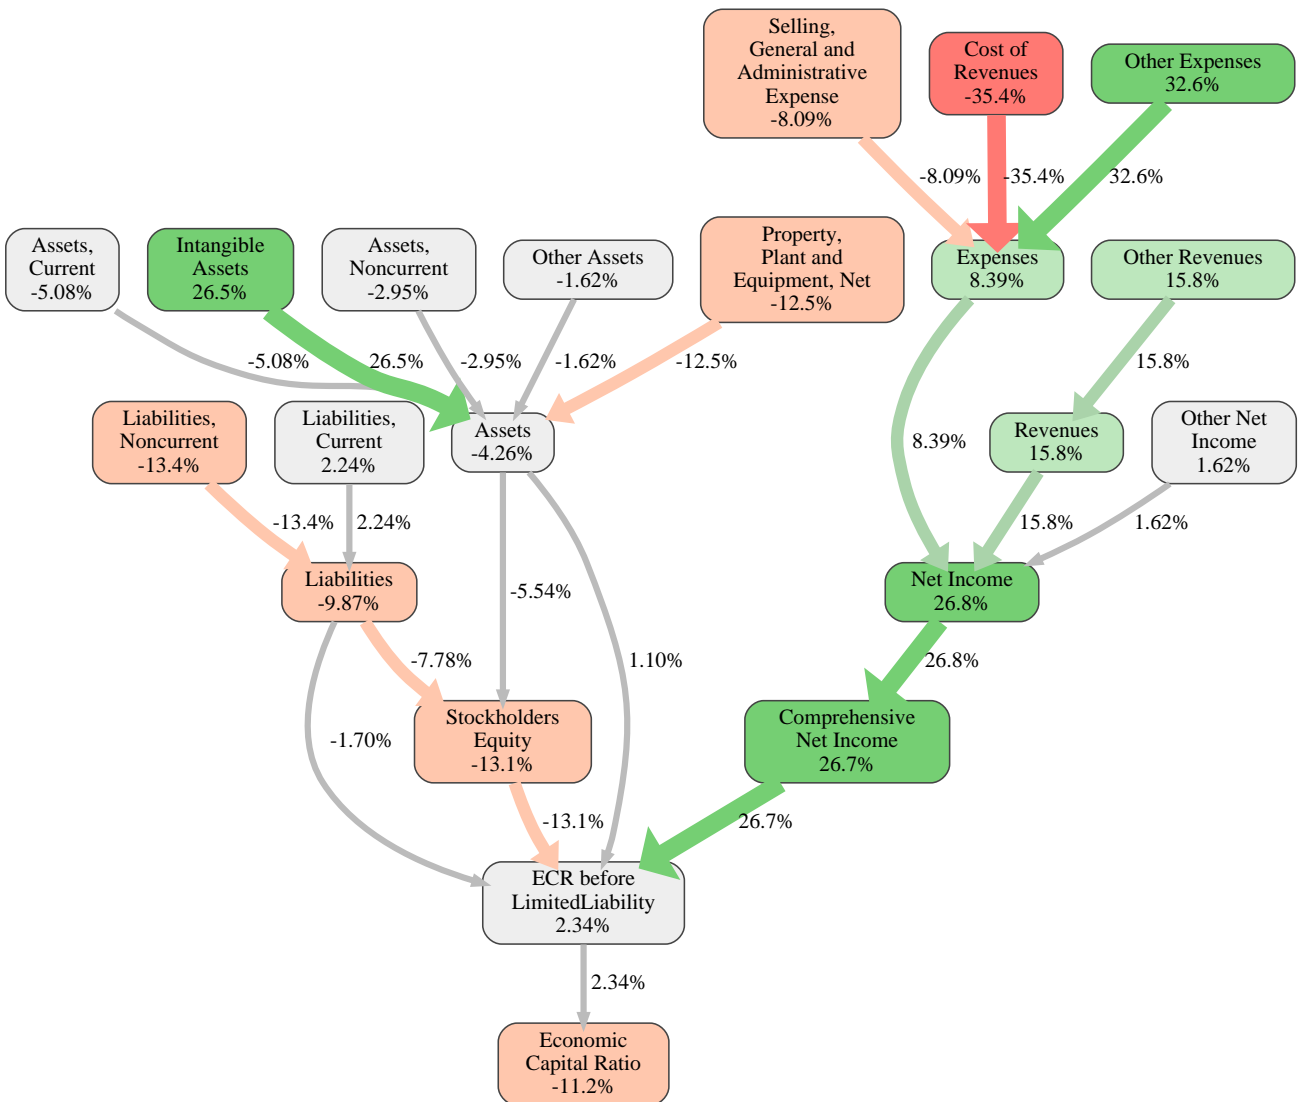 Selling,
General and
Administrative
Expense
-8.09%
Cost of
Revenues
-35.4%
Other Expenses
32.6%
-8.09%
-35.4%
32.6%
Assets,
Current
-5.08%
Intangible
Assets
26.5%
Assets,
Noncurrent
-2.95%
Other Assets
-1.62%
Property,
Plant and
Equipment, Net
-12.5%
Expenses
8.39%
Other Revenues
15.8%
-5.08%
26.5%
-2.95%
-1.62%
-12.5%
15.8%
Liabilities,
Noncurrent
-13.4%
Liabilities,
Current
2.24%
Assets
-4.26%
8.39%
Revenues
15.8%
Other Net
Income
1.62%
-13.4%
2.24%
15.8%
1.62%
Liabilities
-9.87%
-5.54%
Net Income
26.8%
-7.78%
1.10%
26.8%
-1.70%
Stockholders
Equity
-13.1%
Comprehensive
Net Income
26.7%
-13.1%
26.7%
ECR before
LimitedLiability
2.34%
2.34%
Economic
Capital Ratio
-11.2%